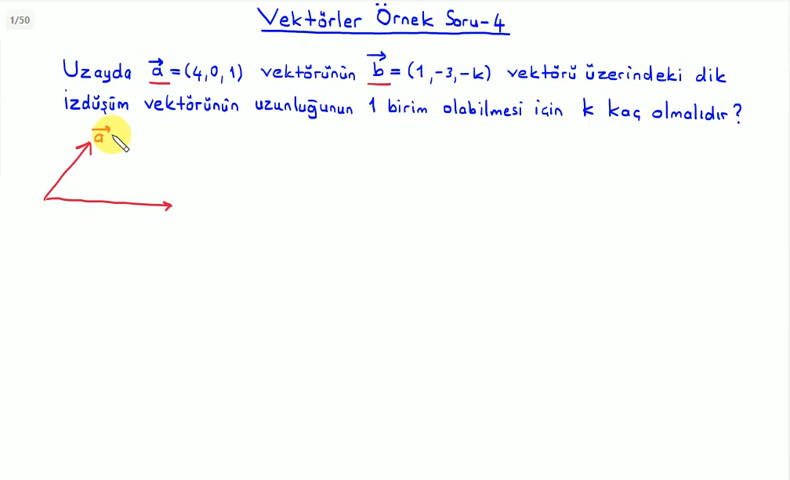 1/50
Vektörler Örnek Soru-4
Uzayda a = (4,0,1) vektörünün b = (1,-3,-k) vektörü üzerindeki dik
izdüşüm vektörünün uzunluğunun 1 birim olabilmesi için k kaç olmalıdır?
a